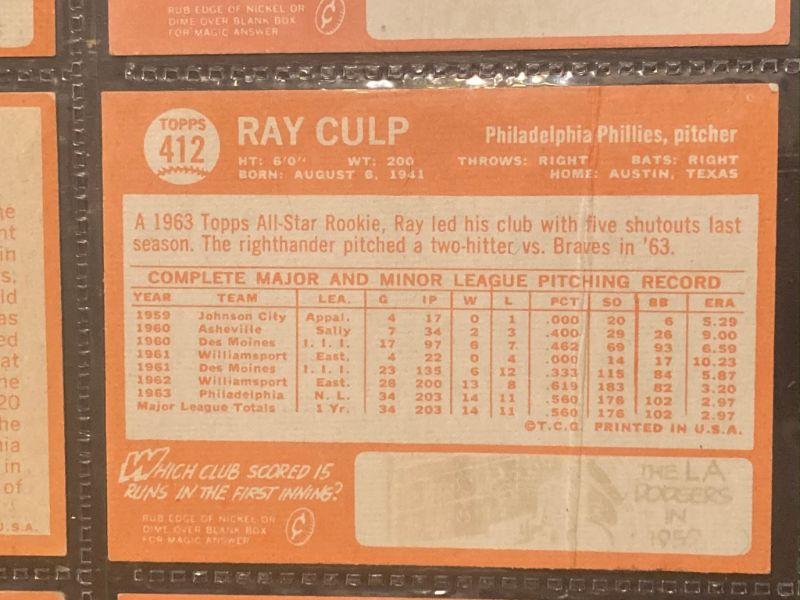 RUB EDGE OF NICKEL OR
DIME OVER BLANK BOX
FOR MAGIC ANSWER
TOPPS
412
RAY CULP
Philadelphia Phillies, pitcher
HT: 6'0" WT: 200 THROWS: RIGHT BATS: RIGHT
BORN: AUGUST 6, 1941 HOME: AUSTIN, TEXAS
A 1963 Topps All-Star Rookie, Ray led his club with five shutouts last
season. The righthander pitched a two-hitter vs. Braves in '63.
COMPLETE MAJOR AND MINOR LEAGUE PITCHING RECORD
YEAR TEAM LEA. G IP W L PCT. SO BB ERA
1959 Johnson City Appal. 4 17 0 1 .000 20 6 5.29
1960 Asheville Sally 7 34 2 3 .400 29 26 9.00
1960 Des Moines I. I. I. 17 97 6 7 .462 69 93 6.59
1961 Williamsport East. 4 22 0 4 .000 14 17 10.23
1961 Des Moines I. I. I. 23 135 6 12 .333 115 84 5.87
1962 Williamsport East. 28 200 13 8 .619 183 82 3.20
1963 Philadelphia N. L. 34 203 14 11 .560 176 102 2.97
Major League Totals 1 Yr. 34 203 14 11 .560 176 102 2.97
©T.C.G. PRINTED IN U.S.A.
WHICH CLUB SCORED 15
RUNS IN THE FIRST INNING?
RUB EDGE OF NICKEL OR
DIME OVER BLANK BOX
FOR MAGIC ANSWER
THE LA
DODGERS
IN
in
at
20
in
of
U.S.A.